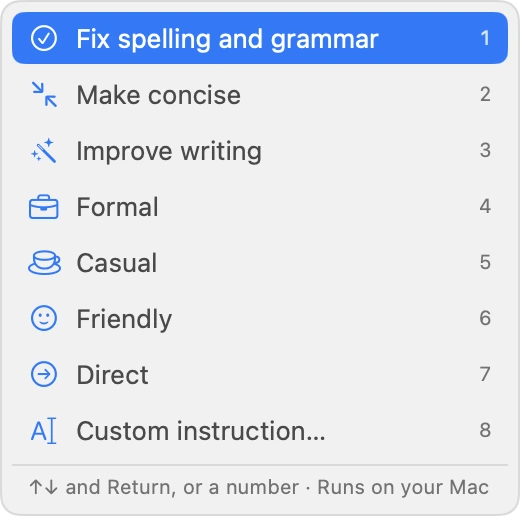 Fix spelling and grammar 1
Make concise 2
Improve writing 3
Formal 4
Casual 5
Friendly 6
Direct 7
Custom instruction... 8
↑↓ and Return, or a number · Runs on your Mac